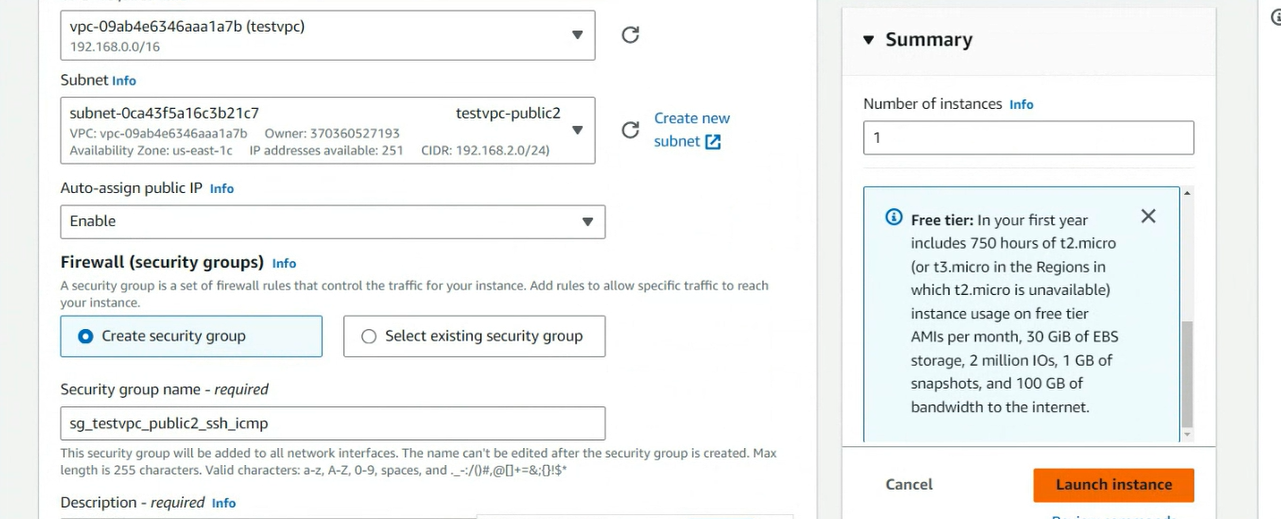 vpc-09ab4e6346aaa1a7b (testvpc)
192.168.0.0/16
Subnet Info
subnet-0ca43f5a16c3b21c7 testvpc-public2
VPC: vpc-09ab4e6346aaa1a7b Owner: 370360527193
Availability Zone: us-east-1c IP addresses available: 251 CIDR: 192.168.2.0/24)
Create new
subnet
Auto-assign public IP Info
Enable
Firewall (security groups) Info
A security group is a set of firewall rules that control the traffic for your instance. Add rules to allow specific traffic to reach
your instance.
Create security group
Select existing security group
Security group name - required
sg_testvpc_public2_ssh_icmp
This security group will be added to all network interfaces. The name can't be edited after the security group is created. Max
length is 255 characters. Valid characters: a-z, A-Z, 0-9, spaces, and ._-:/()#,@[]+=&;{}!$*
Description - required Info
Summary
Number of instances Info
1
Free tier: In your first year
includes 750 hours of t2.micro
(or t3.micro in the Regions in
which t2.micro is unavailable)
instance usage on free tier
AMIs per month, 30 GiB of EBS
storage, 2 million IOs, 1 GB of
snapshots, and 100 GB of
bandwidth to the internet.
Cancel
Launch instance